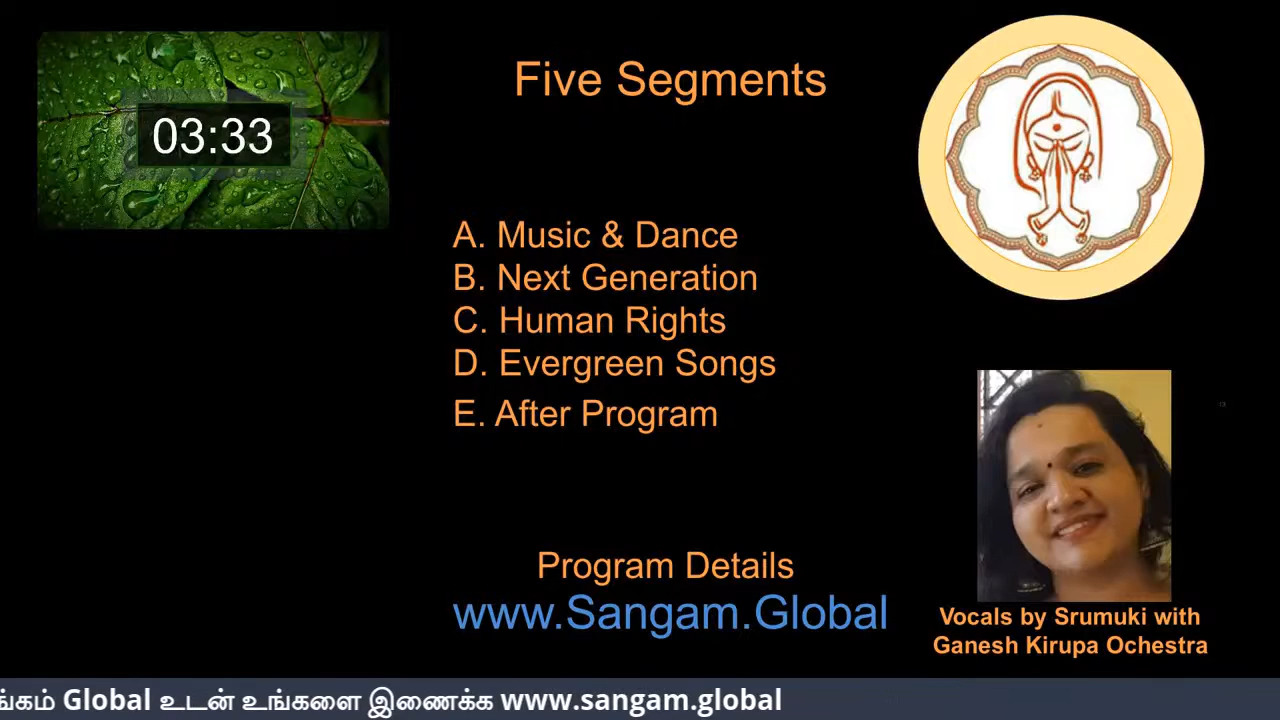 03:33
Five Segments
A. Music & Dance
B. Next Generation
C. Human Rights
D. Evergreen Songs
E. After Program
Program Details
www.Sangam.Global
Vocals by Srumuki with
Ganesh Kirupa Ochestra
Global உடன் உங்களை இணைக்க www.sangam.global